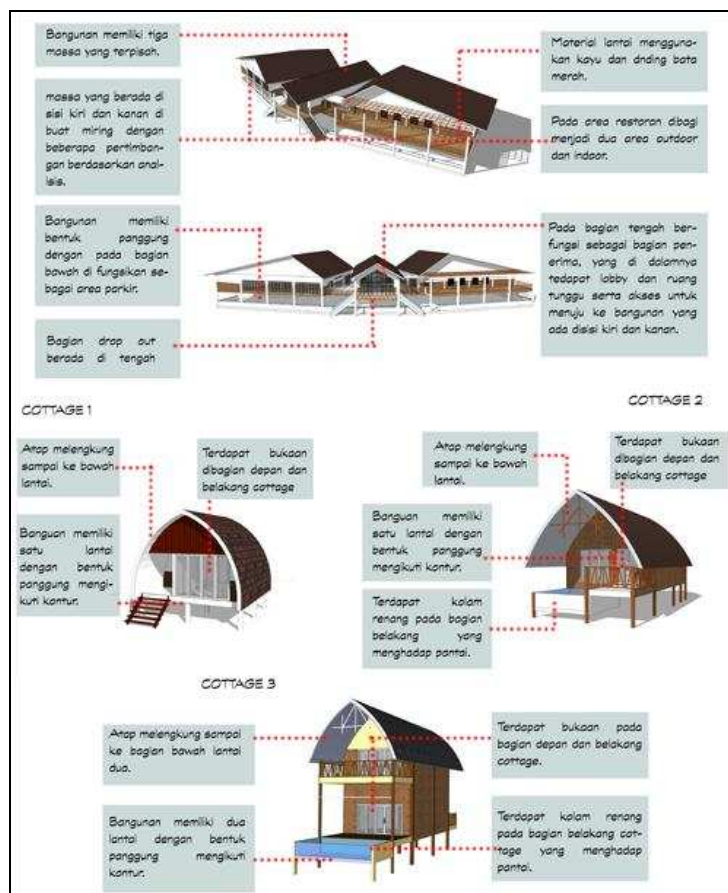 Bangunan memiliki tiga
massa yang terpisah.
massa yang berada di
sisi kiri dan kanan di
buat miring dengan
beberapa pertimban-
gan berdasarkan anal-
isis.
Material lantai mengguna-
kan kayu dan dnding bata
merah.
Pada area restoran dibagi
menjadi dua area outdoor
dan indoor.
Bangunan memiliki
bentuk panggung
dengan pada bagian
bawah di fungsikan se-
bagai area parkir.
Bagian drap out
berada di tengah
Pada bagian tengah ber-
fungsi sebagai bagian pen-
erima, yang di dalamnya
tedapat lobby dan ruang
tunggu serta akses untuk
menuju ke bangunan yang
ada disisi kiri dan kanan.
COTTAGE 1
Atap melengkung
sampai ke bawah
lantai.
Terdapat bukaan
dibagian depan dan
belakang cottage
Banguan memiliki
satu lantai
dengan bentuk
panggung mengi-
kuti kantur.
COTTAGE 2
Atap melengkung
sampai ke bawah
lantai.
Terdapat bukaan
dibagian depan dan
belakang cottage
Banguan memiliki
satu lantai dengan
bentuk panggung
mengikuti kantur.
Terdapat kalam
renang pada bagian
belakang yang
menghadap pantai.
COTTAGE 3
Atap melengkung sampai
ke bagian bawah lantai
dua.
Terdapat bukaan pada
bagian depan dan belakang
cottage.
Bangunan memiliki dua
lantai dengan bentuk
panggung mengikuti
kantur.
Terdapat kalam renang
pada bagian belakang cot-
tage yang menghadap
pantai.